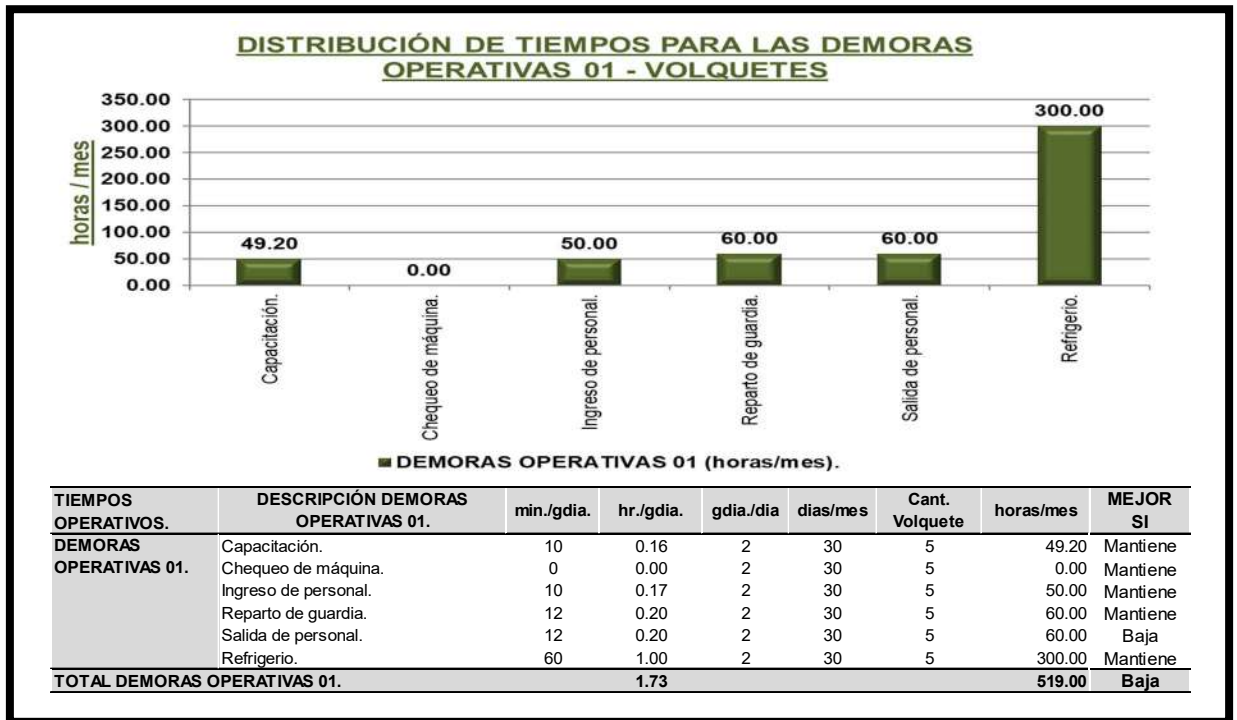 DISTRIBUCIÓN DE TIEMPOS PARA LAS DEMORAS
OPERATIVAS 01 - VOLQUETES
horas / mes
350.00
300.00
250.00
200.00
150.00
100.00
50.00
0.00
49.20
0.00
50.00
60.00
60.00
300.00
Capacitación.
Chequeo de máquina.
Ingreso de personal.
Reparto de guardia.
Salida de personal.
Refrigerio.
DEMORAS OPERATIVAS 01 (horas/mes).
TIEMPOS OPERATIVOS. DESCRIPCIÓN DEMORAS OPERATIVAS 01. min./gdia. hr./gdia. gdia./dia dias/mes Cant. Volquete horas/mes MEJOR SI
DEMORAS OPERATIVAS 01. Capacitación. 10 0.16 2 30 5 49.20 Mantiene
Chequeo de máquina. 0 0.00 2 30 5 0.00 Mantiene
Ingreso de personal. 10 0.17 2 30 5 50.00 Mantiene
Reparto de guardia. 12 0.20 2 30 5 60.00 Mantiene
Salida de personal. 12 0.20 2 30 5 60.00 Baja
Refrigerio. 60 1.00 2 30 5 300.00 Mantiene
TOTAL DEMORAS OPERATIVAS 01. 1.73 519.00 Baja